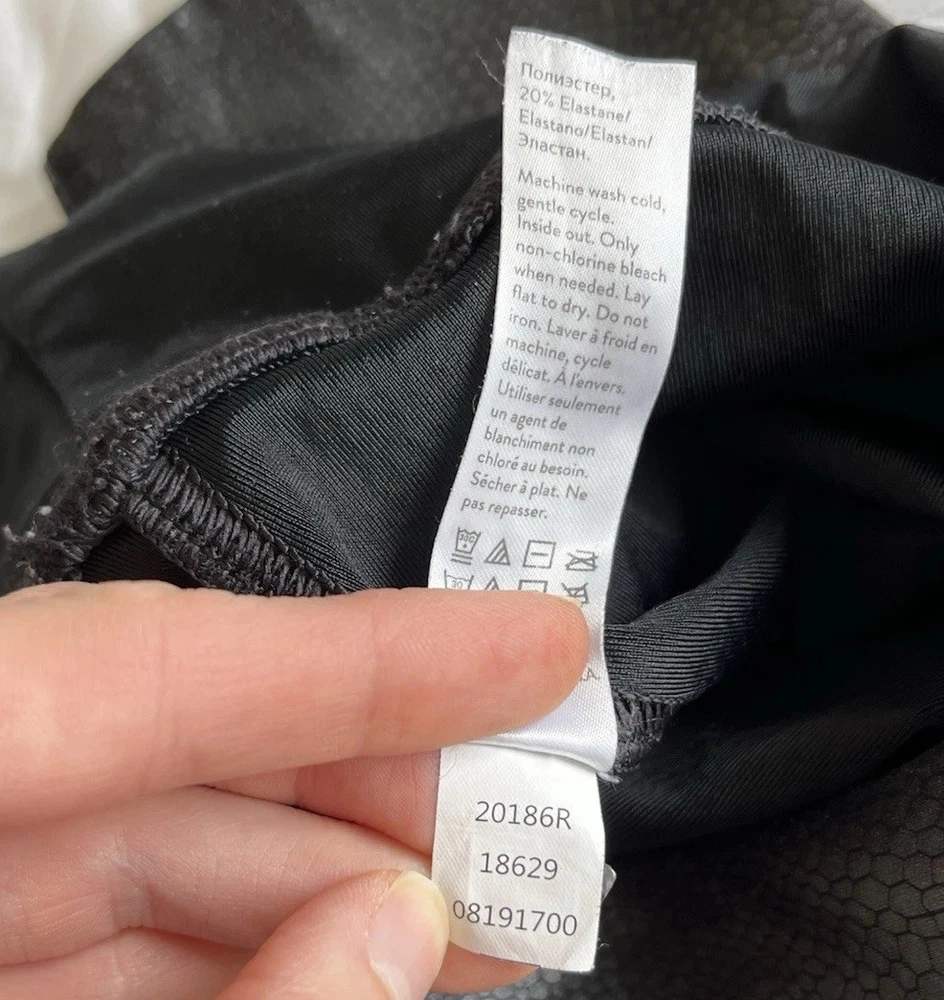 Полиэстер,
20% Elastane/
Elastano/Elastan/
Эластан.
Machine wash cold,
gentle cycle.
Inside out. Only
non-chlorine bleach
when needed. Lay
flat to dry. Do not
iron. Laver à froid en
machine, cycle
délicat. À l'envers.
Utiliser seulement
un agent de
blanchiment non
chloré au besoin.
Sécher à plat. Ne
pas repasser.
30C
30
20186R
18629
08191700